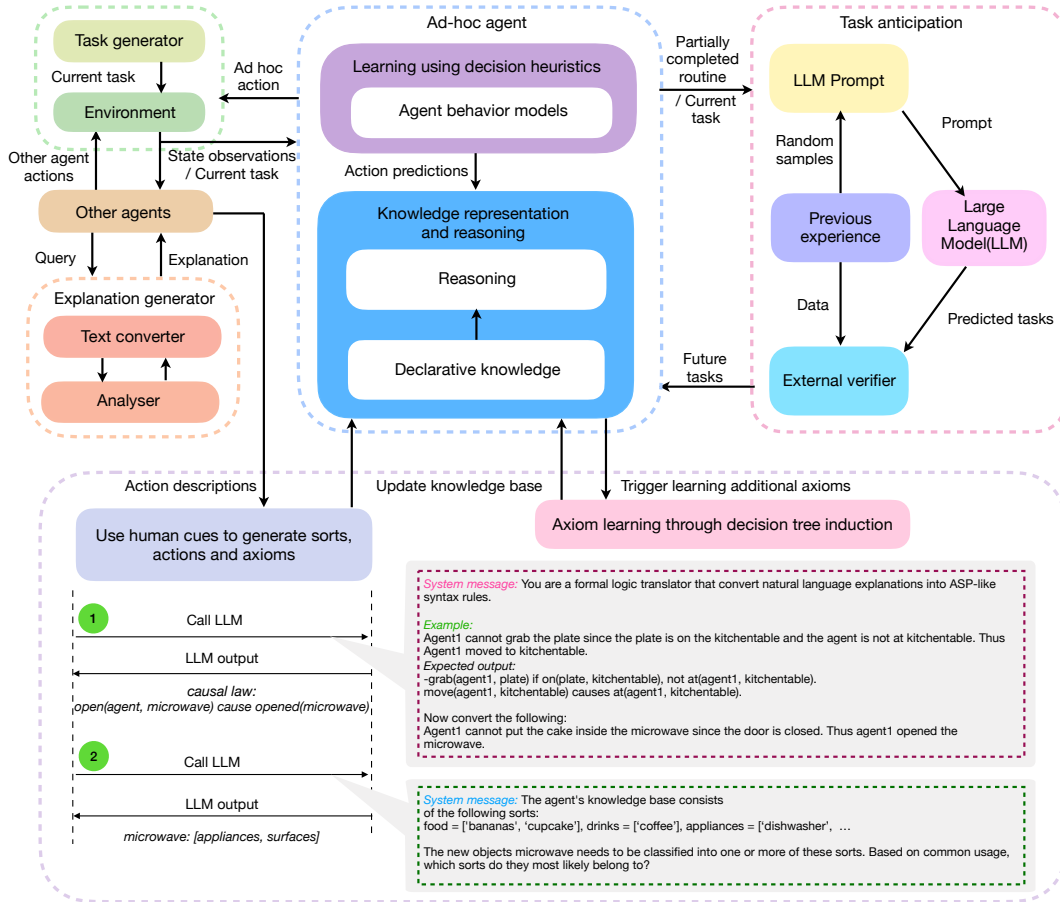 Task generator
Current task
Environment
Other agent
actions
Ad hoc
action
State observations
/ Current task
Other agents
Query
Explanation
Explanation generator
Text converter
Analyser
Ad-hoc agent
Learning using decision heuristics
Agent behavior models
Action predictions
Knowledge representation
and reasoning
Reasoning
Declarative knowledge
Partially
completed
routine
/ Current
task
Future
tasks
Task anticipation
LLM Prompt
Random
samples
Prompt
Previous
experience
Large
Language
Model(LLM)
Data
Predicted tasks
External verifier
Action descriptions
Update knowledge base
Trigger learning additional axioms
Use human cues to generate sorts,
actions and axioms
Axiom learning through decision tree induction
1
Call LLM
LLM output
causal law:
open(agent, microwave) cause opened(microwave)
2
Call LLM
LLM output
microwave: [appliances, surfaces]
System message: You are a formal logic translator that convert natural language explanations into ASP-like
syntax rules.
Example:
Agent1 cannot grab the plate since the plate is on the kitchentable and the agent is not at kitchentable. Thus
Agent1 moved to kitchentable.
Expected output:
-grab(agent1, plate) if on(plate, kitchentable), not at(agent1, kitchentable).
move(agent1, kitchentable) causes at(agent1, kitchentable).
Now convert the following:
Agent1 cannot put the cake inside the microwave since the door is closed. Thus agent1 opened the
microwave.
System message: The agent's knowledge base consists
of the following sorts:
food = ['bananas', ‘cupcake’], drinks = [‘coffee’], appliances = [‘dishwasher’, …
The new objects microwave needs to be classified into one or more of these sorts. Based on common usage,
which sorts do they most likely belong to?